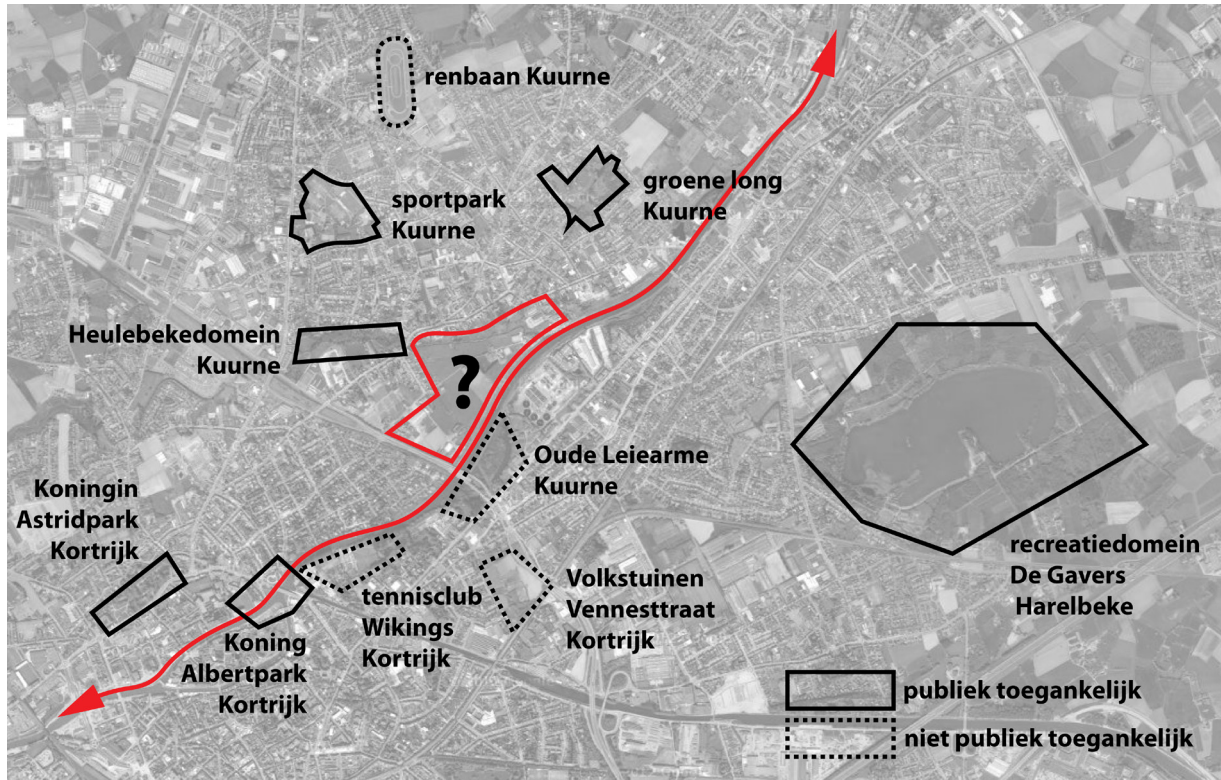 renbaan Kuurne
sportpark
Kuurne
groene long
Kuurne
Heulebekedomein
Kuurne
?
Oude Leiearme
Kuurne
Koningin
Astridpark
Kortrijk
recreatiedomein
De Gavers
Harelbeke
Volkstuinen
Vennesttraat
Kortrijk
tennisclub
Wikings
Kortrijk
Koning
Albertpark
Kortrijk
publiek toegankelijk
niet publiek toegankelijk